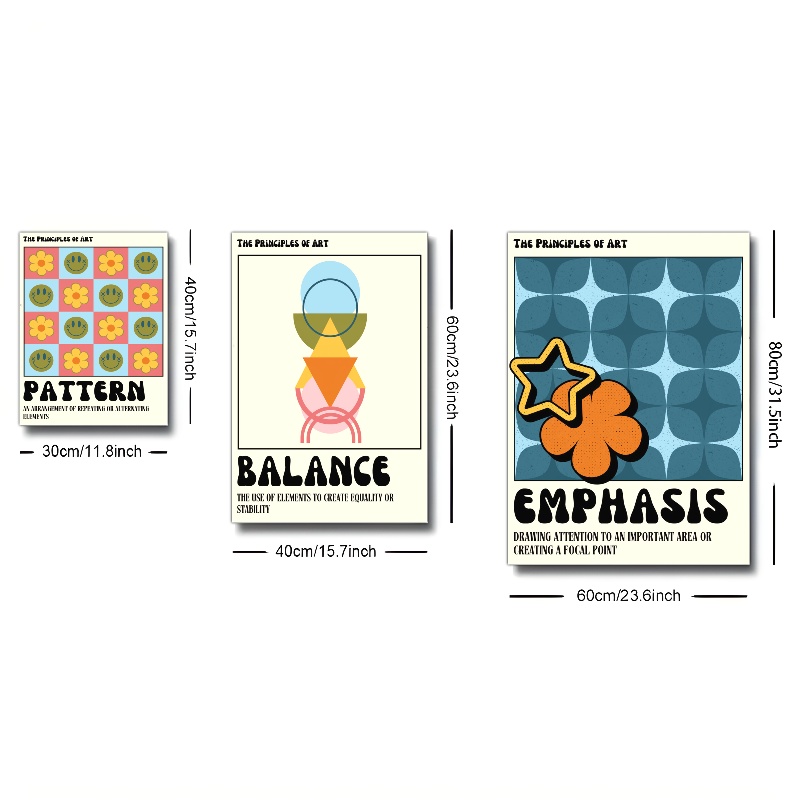 The Principles of Art
PATTERN
AN ARRANGEMENT OF REPEATING OR ALTERNATING
ELEMENTS
40cm/15.7inch
30cm/11.8inch
The Principles of Art
BALANCE
THE USE OF ELEMENTS TO CREATE EQUALITY OR
STABILITY
60cm/23.6inch
40cm/15.7inch
The Principles of Art
EMPHASIS
DRAWING ATTENTION TO AN IMPORTANT AREA OR
CREATING A FOCAL POINT
80cm/31.5inch
60cm/23.6inch